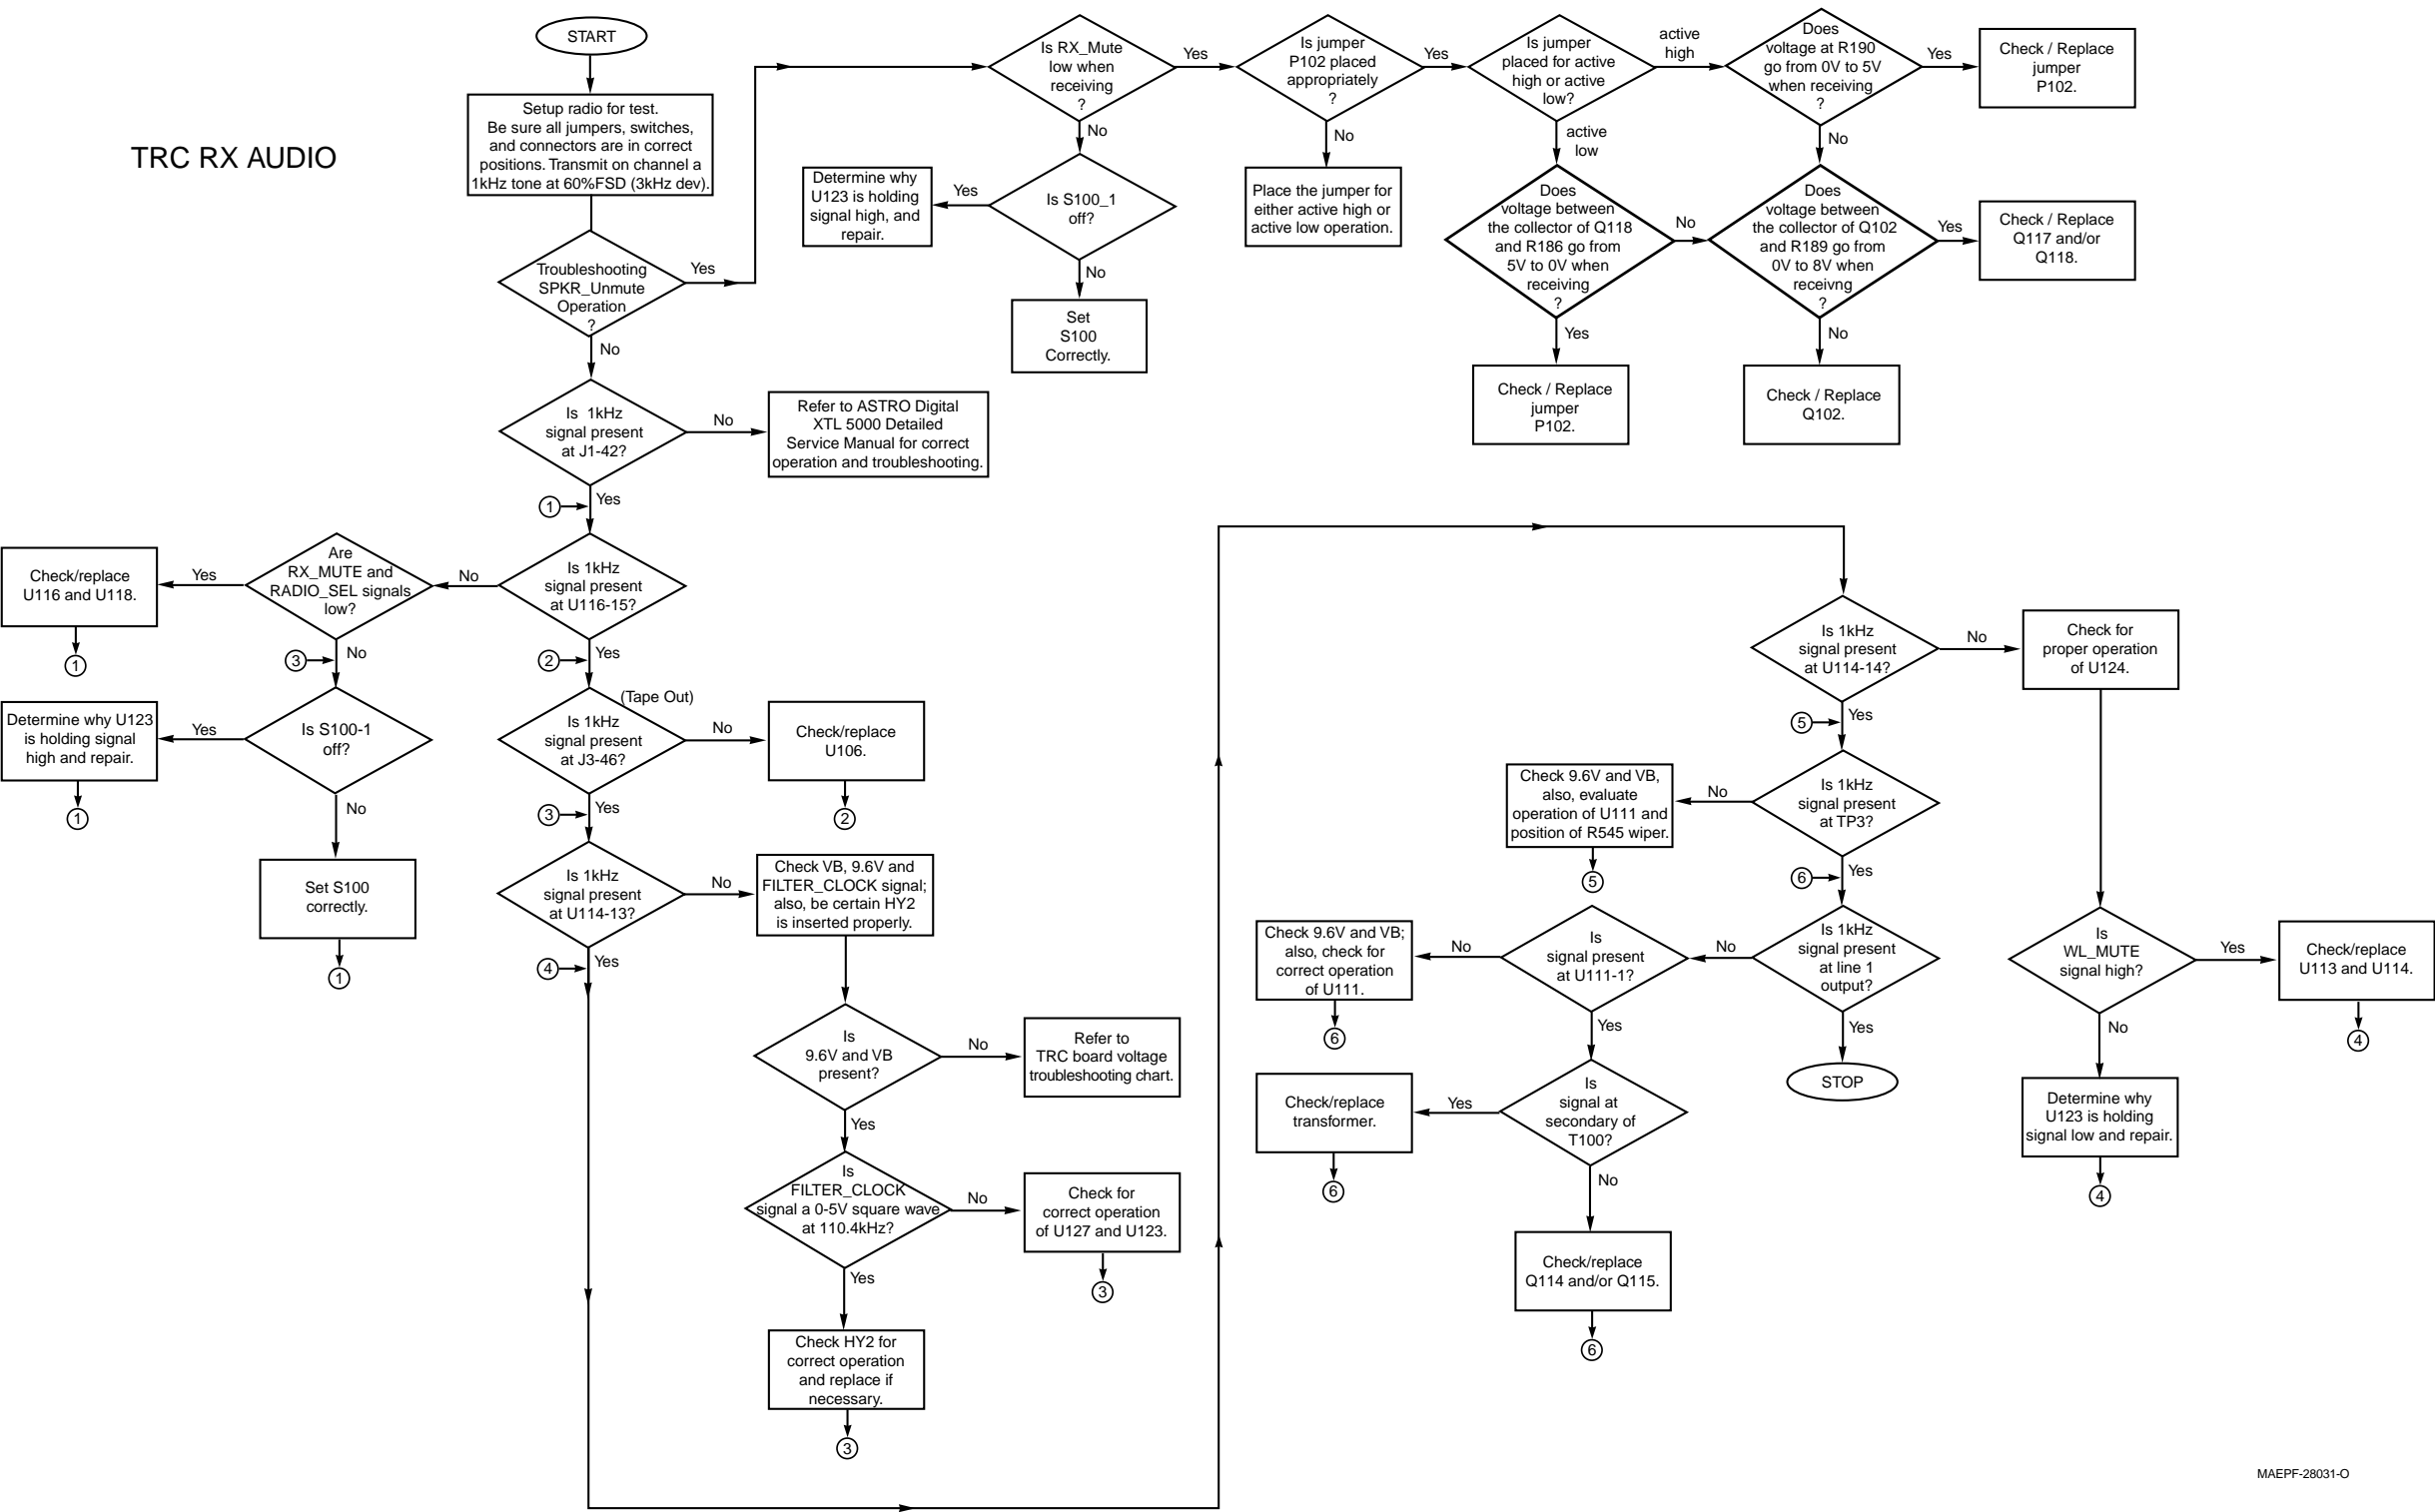 TRC RX AUDIO
START
Setup radio for test.
Be sure all jumpers, switches,
and connectors are in correct
positions. Transmit on channel a
1kHz tone at 60%FSD (3kHz dev).
Troubleshooting
SPKR_Unmute
Operation
?
Yes
No
Is RX_Mute
low when
receiving
?
Yes
No
Is S100_1
off?
Yes
Determine why
U123 is holding
signal high, and
repair.
No
Set
S100
Correctly.
Is jumper
P102 placed
appropriately
?
Yes
No
Place the jumper for
either active high or
active low operation.
Is jumper
placed for active
high or active
low?
active
high
active
low
Does
voltage at R190
go from 0V to 5V
when receiving
?
Yes
Check / Replace
jumper
P102.
No
Does
voltage between
the collector of Q118
and R186 go from
5V to 0V when
receiving
?
No
Yes
Check / Replace
jumper
P102.
Does
voltage between
the collector of Q102
and R189 go from
0V to 8V when
receivng
?
Yes
Check / Replace
Q117 and/or
Q118.
No
Check / Replace
Q102.
Is 1kHz
signal present
at J1-42?
No
Refer to ASTRO Digital
XTL 5000 Detailed
Service Manual for correct
operation and troubleshooting.
Yes
1
Is 1kHz
signal present
at U116-15?
No
Are
RX_MUTE and
RADIO_SEL signals
low?
Yes
Check/replace
U116 and U118.
1
No
3
Is S100-1
off?
Yes
Determine why U123
is holding signal
high and repair.
1
No
Set S100
correctly.
1
Yes
2
(Tape Out)
Is 1kHz
signal present
at J3-46?
No
Check/replace
U106.
2
Yes
3
Is 1kHz
signal present
at U114-13?
No
Check VB, 9.6V and
FILTER_CLOCK signal;
also, be certain HY2
is inserted properly.
Yes
4
Is
9.6V and VB
present?
No
Refer to
TRC board voltage
troubleshooting chart.
Yes
Is
FILTER_CLOCK
signal a 0-5V square wave
at 110.4kHz?
No
Check for
correct operation
of U127 and U123.
3
Yes
Check HY2 for
correct operation
and replace if
necessary.
3
Is 1kHz
signal present
at U114-14?
No
Check for
proper operation
of U124.
Yes
5
Is 1kHz
signal present
at TP3?
No
Check 9.6V and VB,
also, evaluate
operation of U111 and
position of R545 wiper.
5
Yes
6
Is 1kHz
signal present
at line 1
output?
No
Is
signal present
at U111-1?
No
Check 9.6V and VB;
also, check for
correct operation
of U111.
6
Yes
STOP
Yes
Is
signal at
secondary of
T100?
Yes
Check/replace
transformer.
6
No
Check/replace
Q114 and/or Q115.
6
Is
WL_MUTE
signal high?
Yes
Check/replace
U113 and U114.
4
No
Determine why
U123 is holding
signal low and repair.
4
MAEPF-28031-O